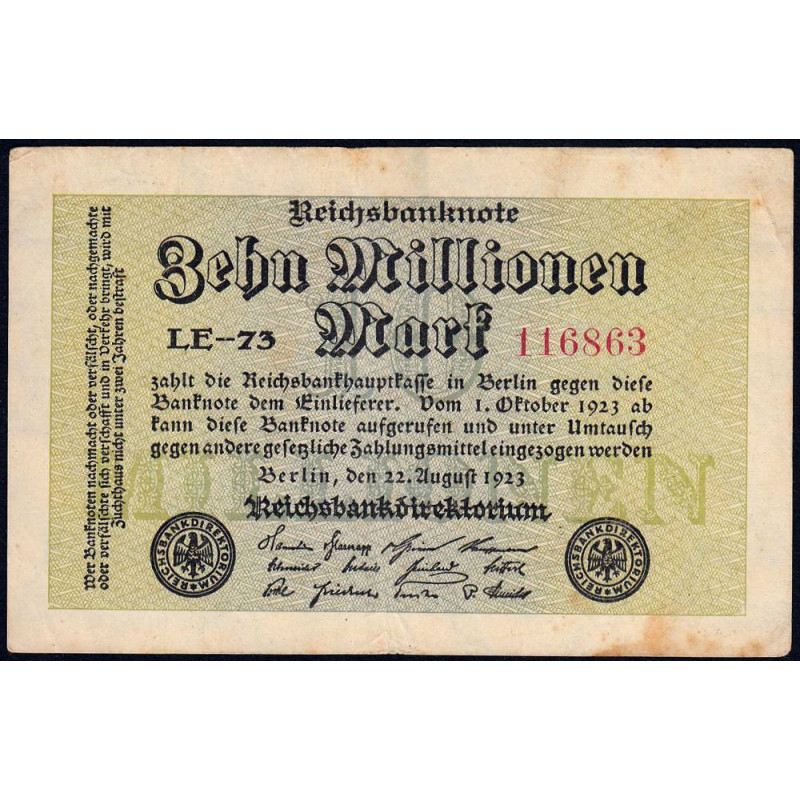 Reichsbanknote
Zehn Millionen
Mark
LE--73
116863
zahlt die Reichsbankhauptkasse in Berlin gegen diese
Banknote dem Einlieferer. Vom 1. Oktober 1923 ab
kann diese Banknote aufgerufen und unter Umtausch
gegen andere gesetzliche Zahlungsmittel eingezogen werden
Berlin, den 22. August 1923
Reichsbankdirektorium
Wer Banknoten nachmacht oder verfälscht, oder nachgemachte
oder verfälschte sich verschafft und in Verkehr bringt, wird mit
Zuchthaus nicht unter zwei Jahren bestraft
REICHSBANKDIREKTORIUM
REICHSBANKDIREKTORIUM
10